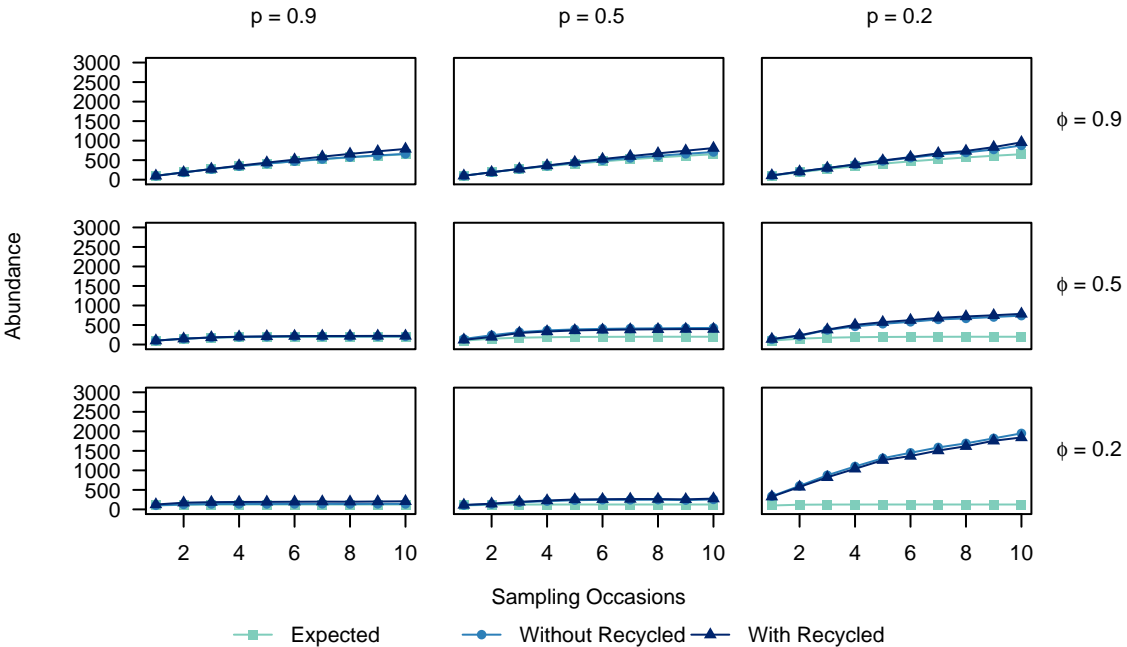 p = 0.9 p = 0.5 p = 0.2
3000
2500
2000
1500
1000
500
0
ϕ = 0.9
3000
2500
2000
1500
1000
500
0
ϕ = 0.5
3000
2500
2000
1500
1000
500
0
ϕ = 0.2
Abundance
2 4 6 8 10 2 4 6 8 10 2 4 6 8 10
Sampling Occasions
Expected Without Recycled With Recycled